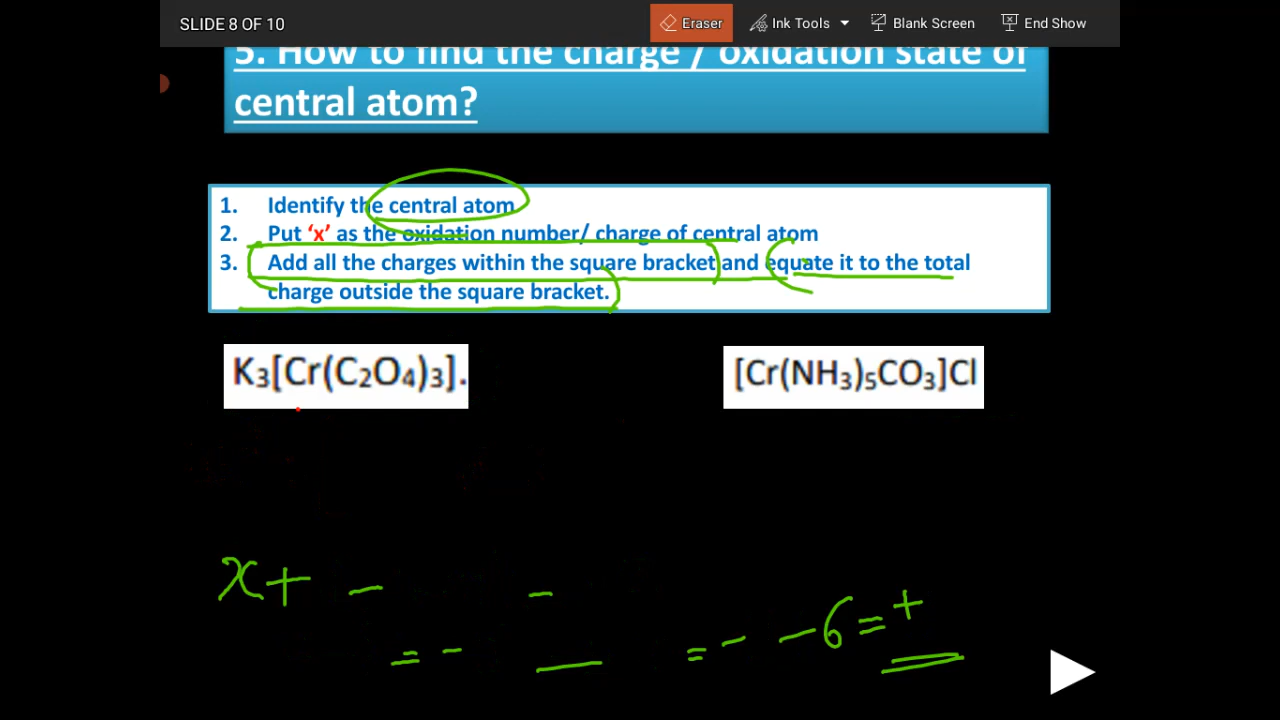 SLIDE 8 OF 10 Eraser Ink Tools Blank Screen End Show
5. How to find the charge / oxidation state of
central atom?
1. Identify the central atom
2. Put ‘x’ as the oxidation number/ charge of central atom
3. Add all the charges within the square bracket and equate it to the total
charge outside the square bracket.
K₃[Cr(C₂O₄)₃]. [Cr(NH₃)₅CO₃]Cl
x + - -
= - = - -6 = +